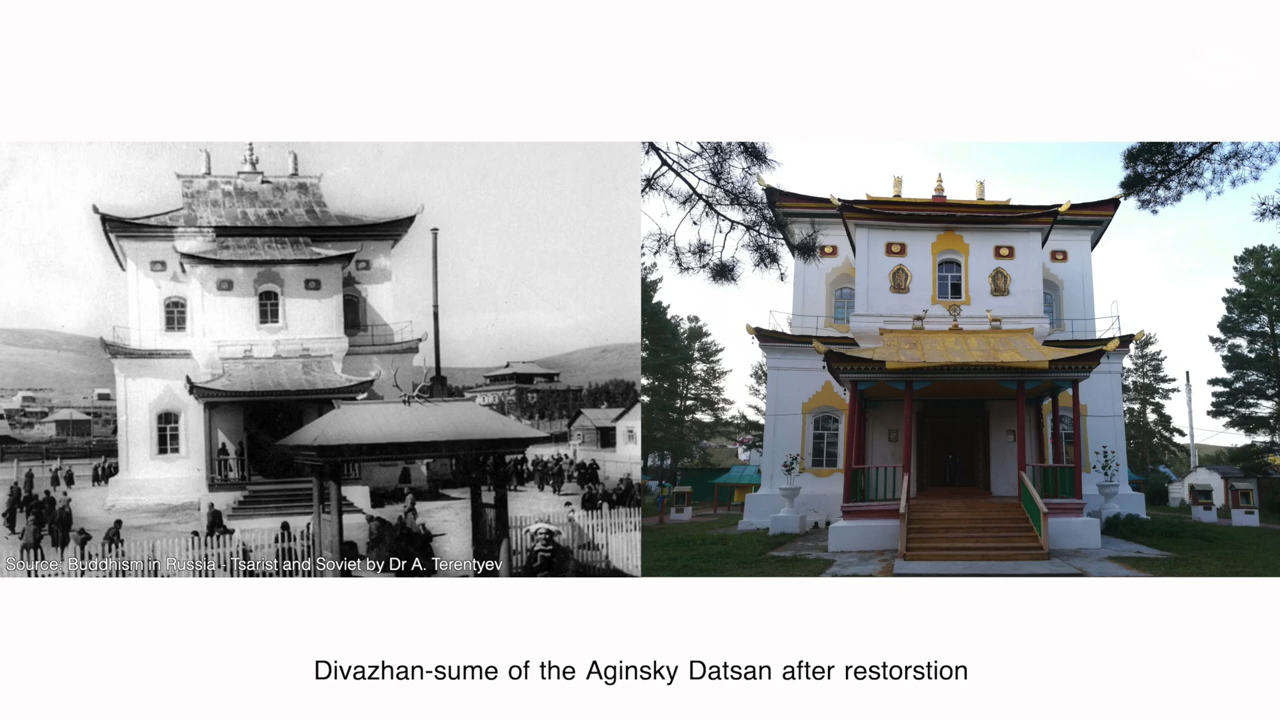 Source: Buddhism in Russia - Tsarist and Soviet by Dr A. Terentyev
Divazhan-sume of the Aginsky Datsan after restorstion